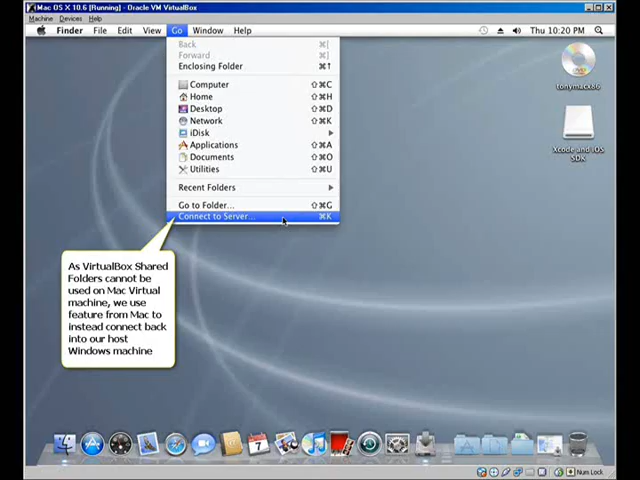 iMac OS X 10.6 [Running] - Oracle VM VirtualBox
Machine Devices Help
Finder File Edit View Go Window Help Thu 10:20 PM
Back ⌘[
Forward ⌘]
Enclosing Folder ⌘↑
Computer ⇧⌘C
Home ⇧⌘H
Desktop ⇧⌘D
Network ⇧⌘K
iDisk
Applications ⇧⌘A
Documents ⇧⌘O
Utilities ⇧⌘U
Recent Folders
Go to Folder... ⇧⌘G
Connect to Server... ⌘K
tonymacx86
Xcode and iOS
SDK
As VirtualBox Shared
Folders cannot be
used on Mac Virtual
machine, we use
feature from Mac to
instead connect back
into our host
Windows machine
7
Num Lock